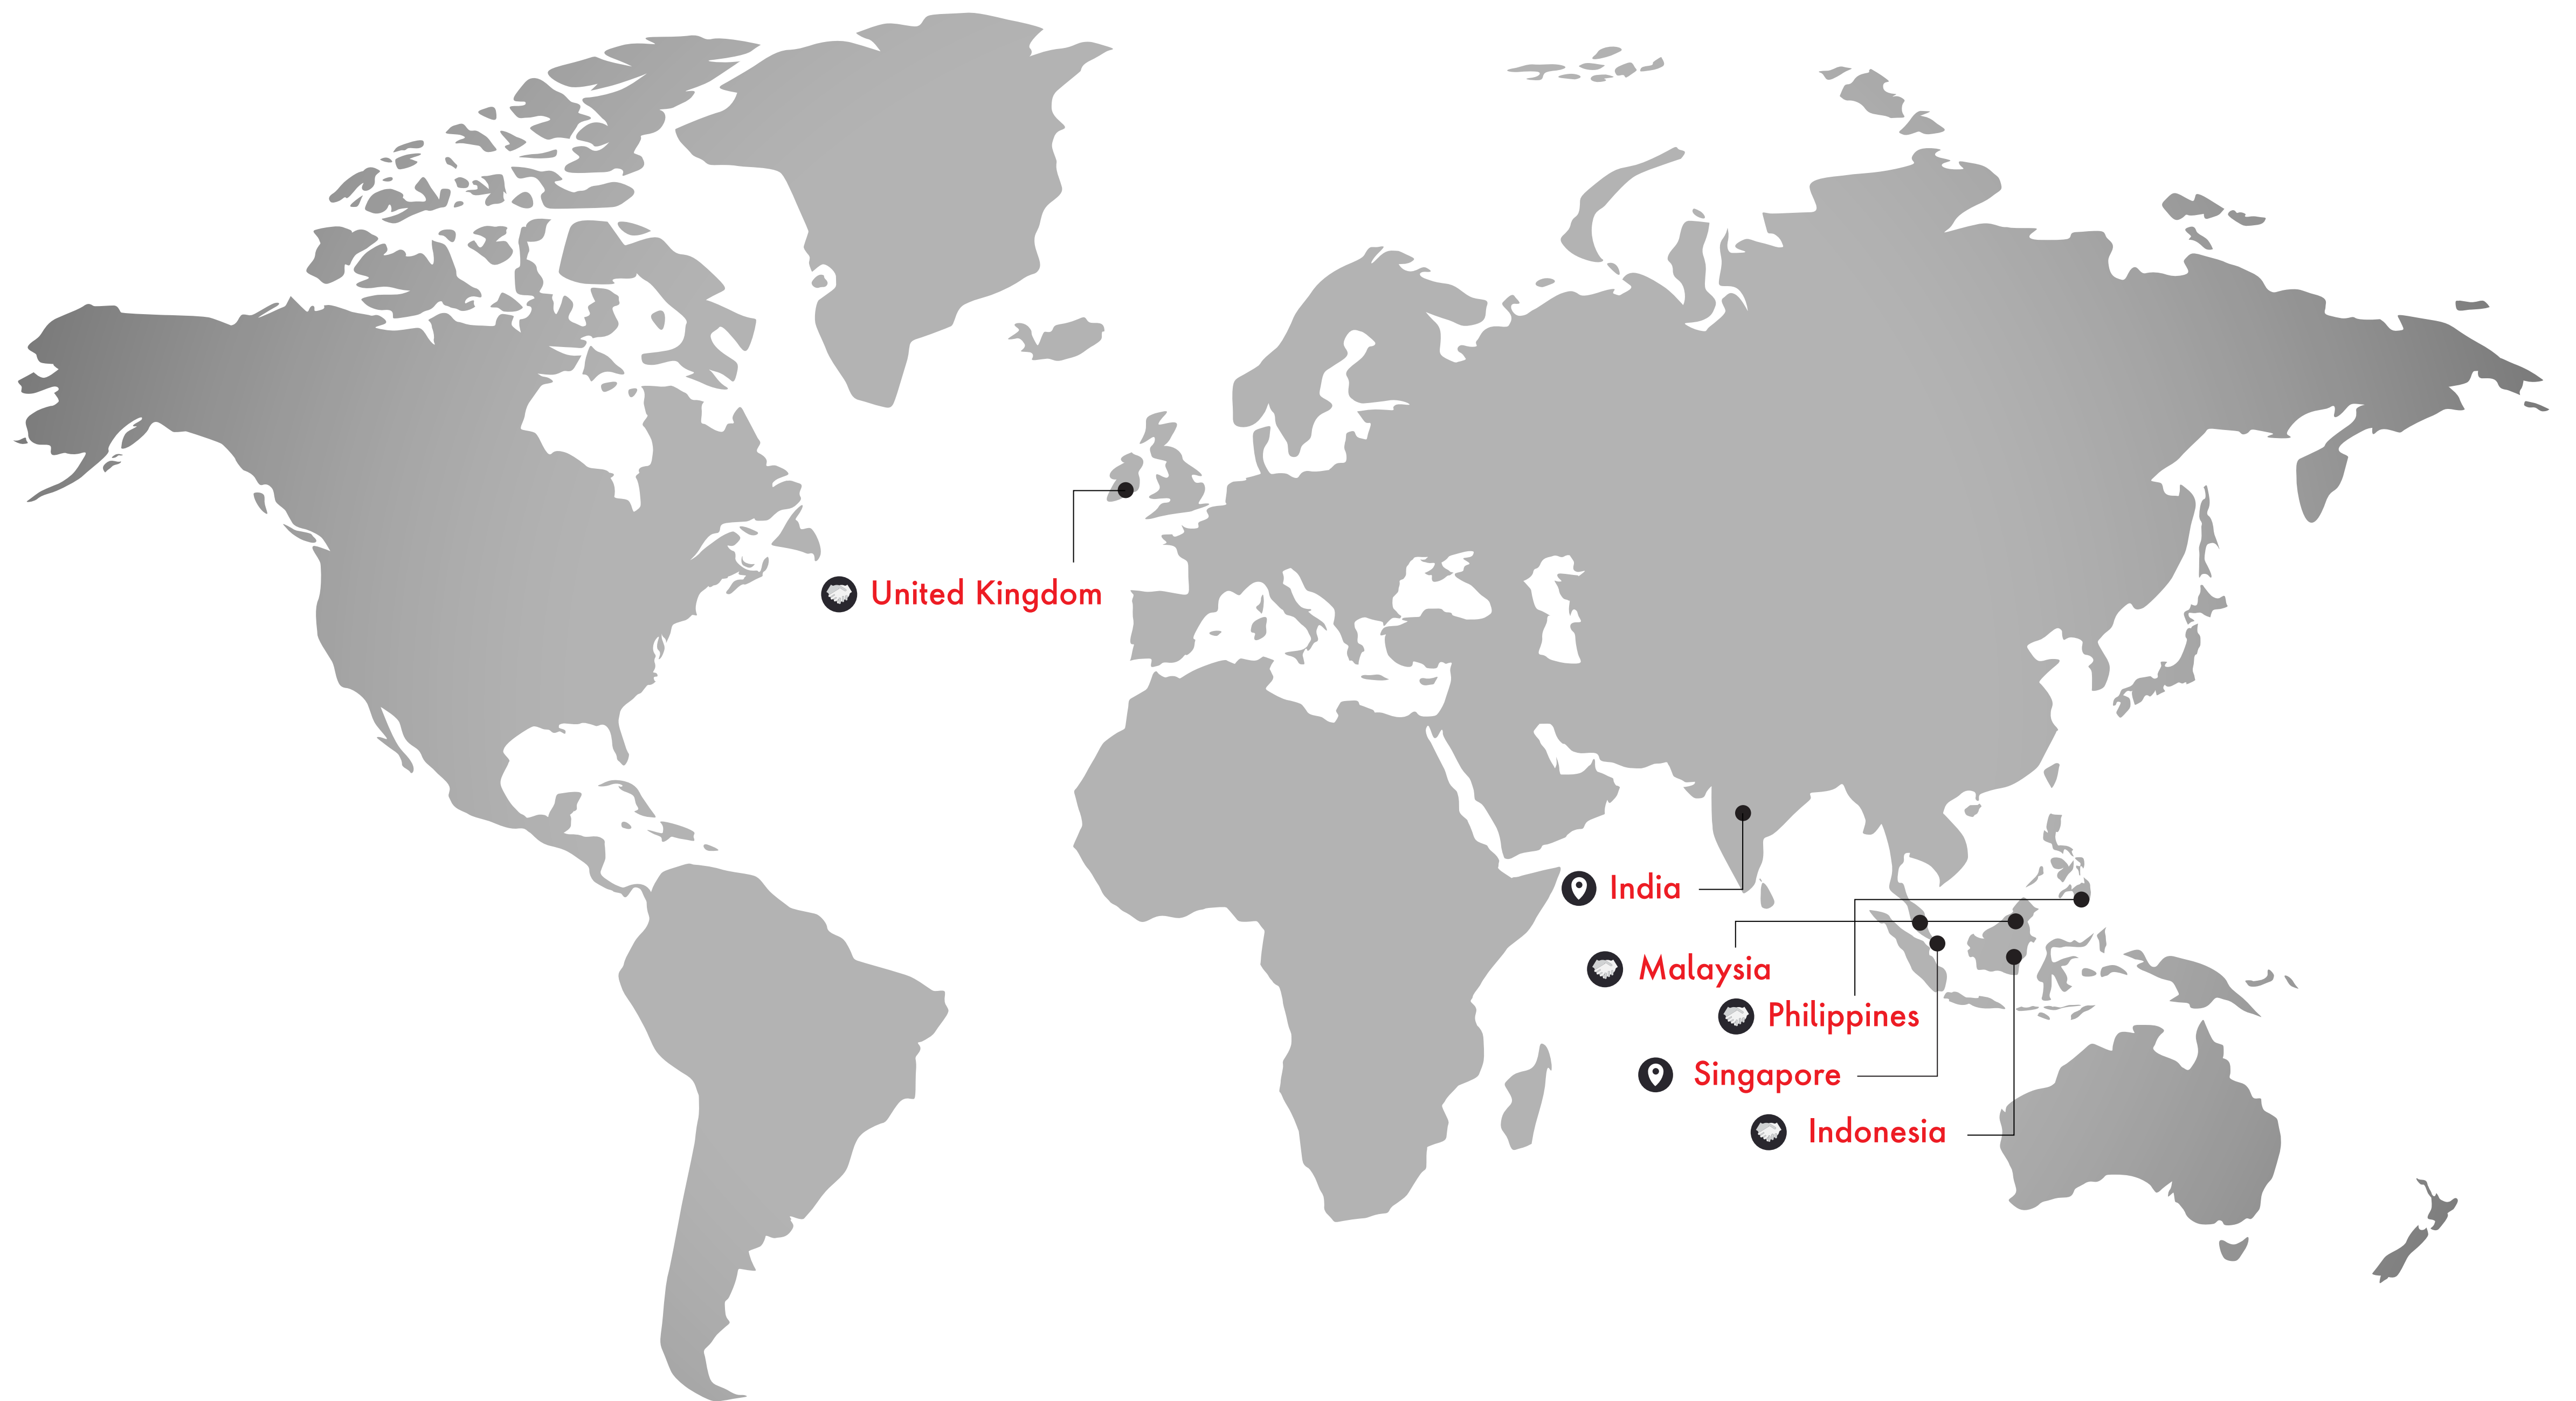 United Kingdom
India
Malaysia
Philippines
Singapore
Indonesia